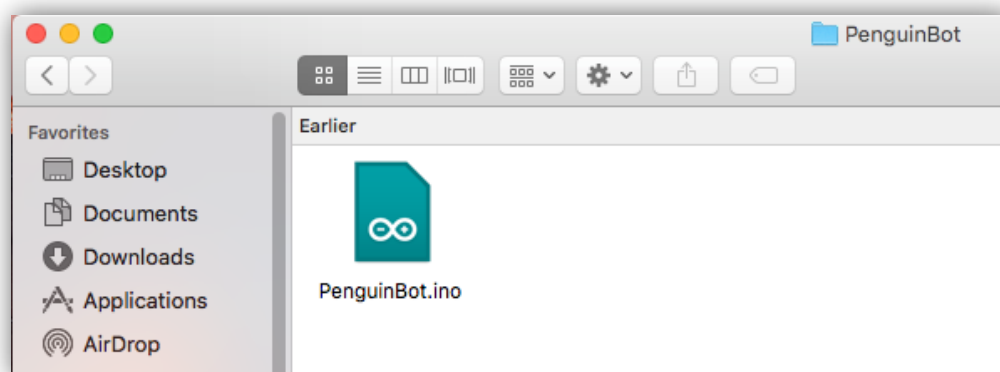 PenguinBot
Favorites
Desktop
Documents
Downloads
Applications
AirDrop
Earlier
PenguinBot.ino